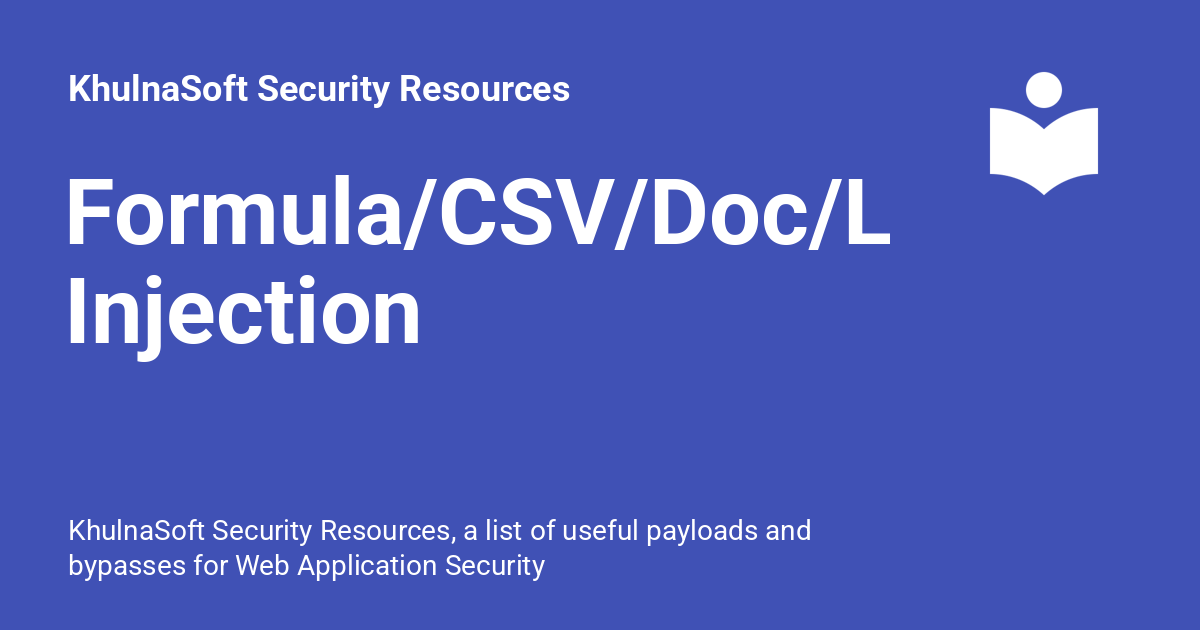 KhulnaSoft Security Resources
Formula/CSV/Doc/L
Injection
KhulnaSoft Security Resources, a list of useful payloads and
bypasses for Web Application Security